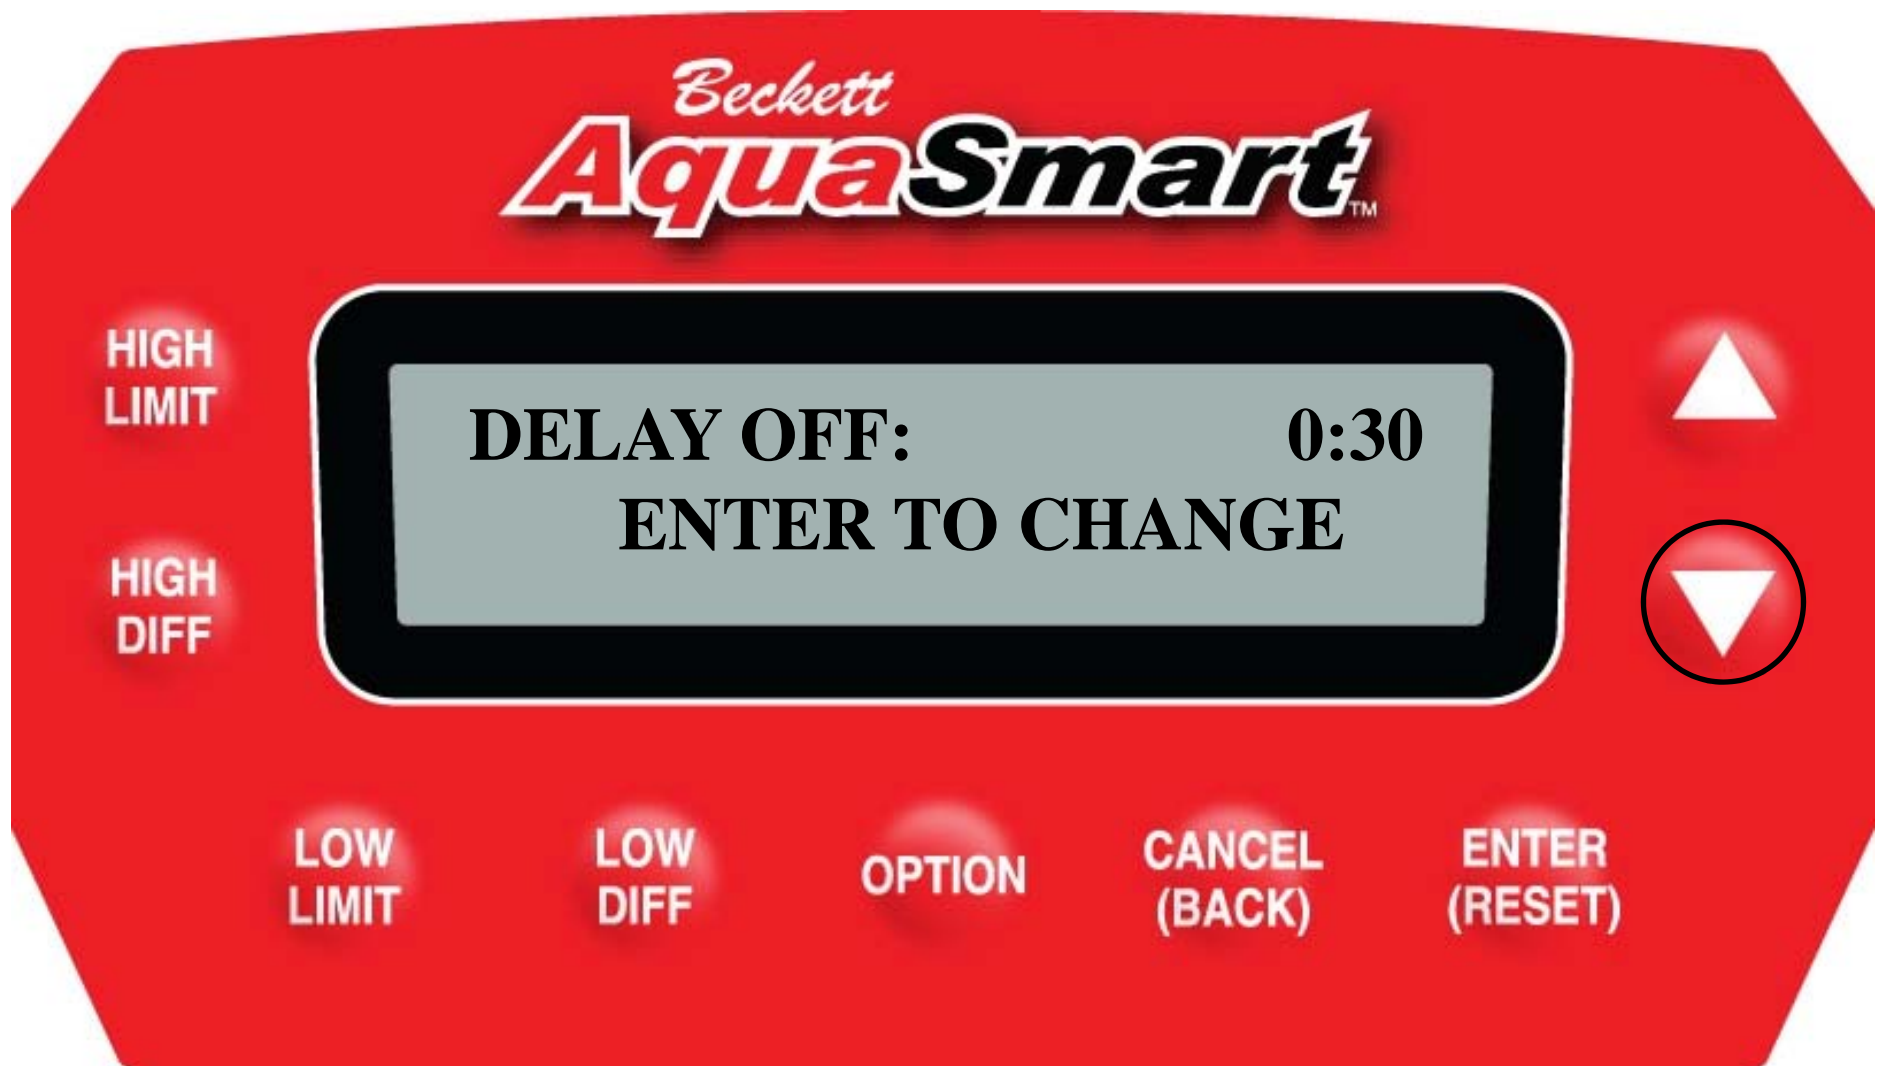 Beckett
AquaSmart™
HIGH
LIMIT
DELAY OFF: 0:30
ENTER TO CHANGE
HIGH
DIFF
LOW
LIMIT
LOW
DIFF
OPTION
CANCEL
(BACK)
ENTER
(RESET)